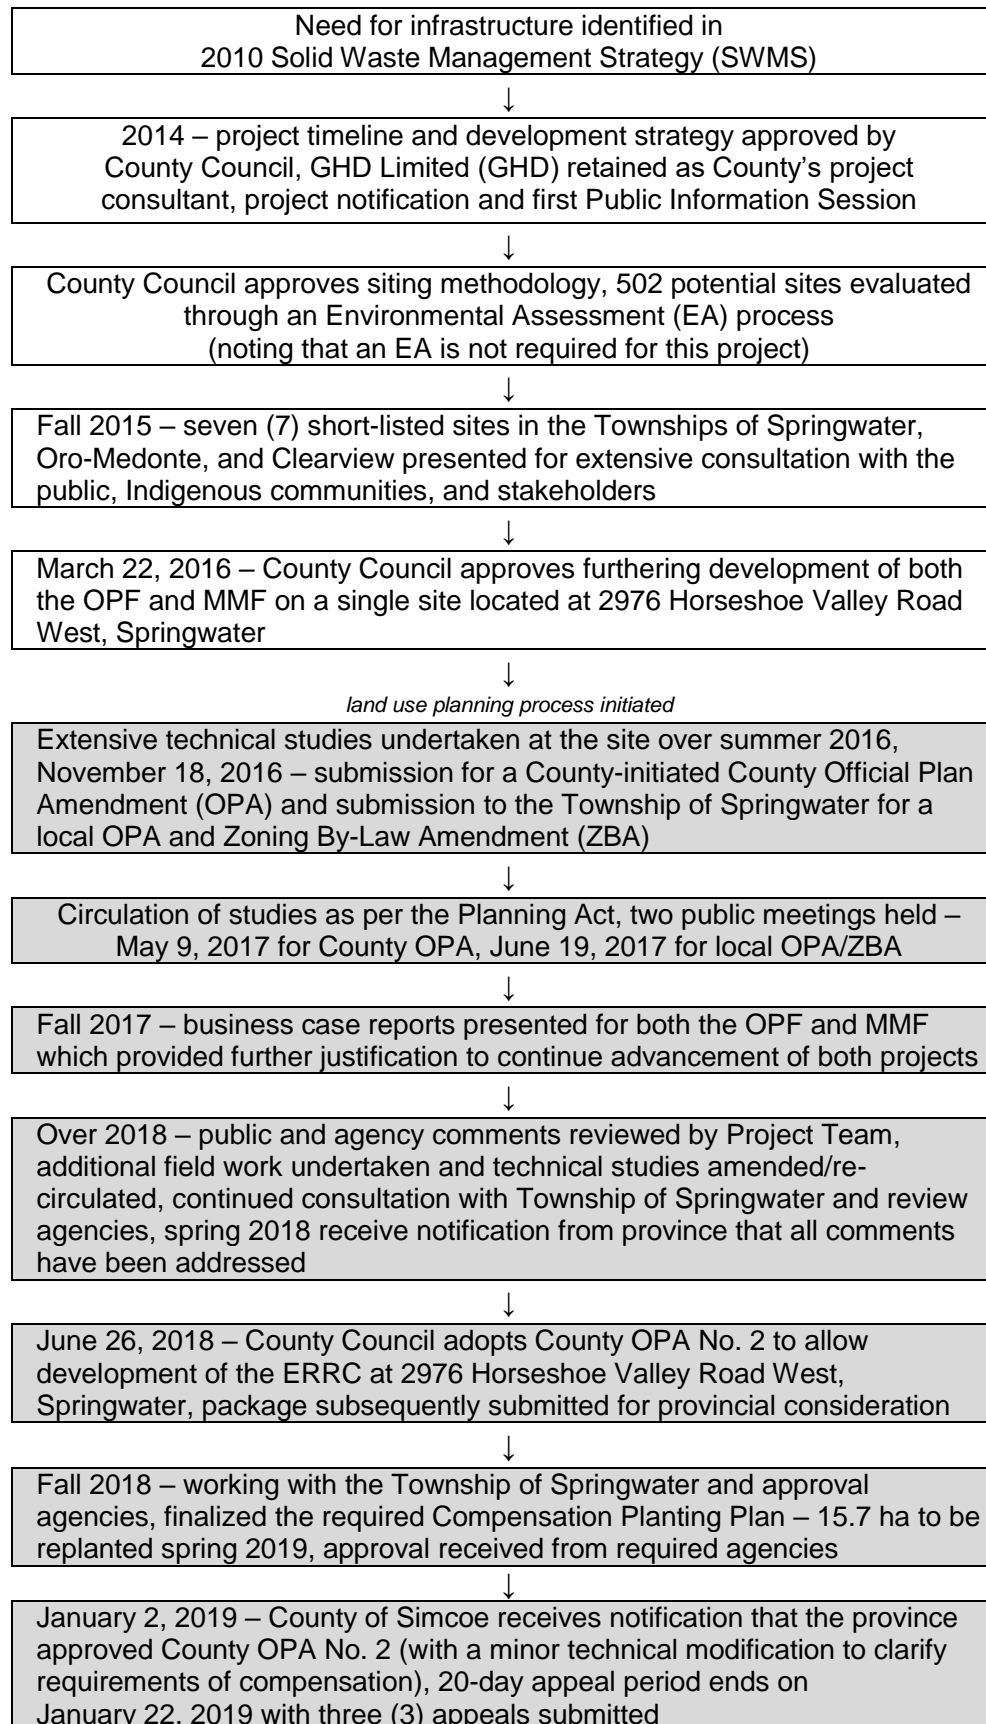 Need for infrastructure identified in
2010 Solid Waste Management Strategy (SWMS)
↓
2014 – project timeline and development strategy approved by
County Council, GHD Limited (GHD) retained as County's project
consultant, project notification and first Public Information Session
↓
County Council approves siting methodology, 502 potential sites evaluated
through an Environmental Assessment (EA) process
(noting that an EA is not required for this project)
↓
Fall 2015 – seven (7) short-listed sites in the Townships of Springwater,
Oro-Medonte, and Clearview presented for extensive consultation with the
public, Indigenous communities, and stakeholders
↓
March 22, 2016 – County Council approves furthering development of both
the OPF and MMF on a single site located at 2976 Horseshoe Valley Road
West, Springwater
↓
land use planning process initiated
Extensive technical studies undertaken at the site over summer 2016,
November 18, 2016 – submission for a County-initiated County Official Plan
Amendment (OPA) and submission to the Township of Springwater for a
local OPA and Zoning By-Law Amendment (ZBA)
↓
Circulation of studies as per the Planning Act, two public meetings held –
May 9, 2017 for County OPA, June 19, 2017 for local OPA/ZBA
↓
Fall 2017 – business case reports presented for both the OPF and MMF
which provided further justification to continue advancement of both projects
↓
Over 2018 – public and agency comments reviewed by Project Team,
additional field work undertaken and technical studies amended/re-
circulated, continued consultation with Township of Springwater and review
agencies, spring 2018 receive notification from province that all comments
have been addressed
↓
June 26, 2018 – County Council adopts County OPA No. 2 to allow
development of the ERRC at 2976 Horseshoe Valley Road West,
Springwater, package subsequently submitted for provincial consideration
↓
Fall 2018 – working with the Township of Springwater and approval
agencies, finalized the required Compensation Planting Plan – 15.7 ha to be
replanted spring 2019, approval received from required agencies
↓
January 2, 2019 – County of Simcoe receives notification that the province
approved County OPA No. 2 (with a minor technical modification to clarify
requirements of compensation), 20-day appeal period ends on
January 22, 2019 with three (3) appeals submitted